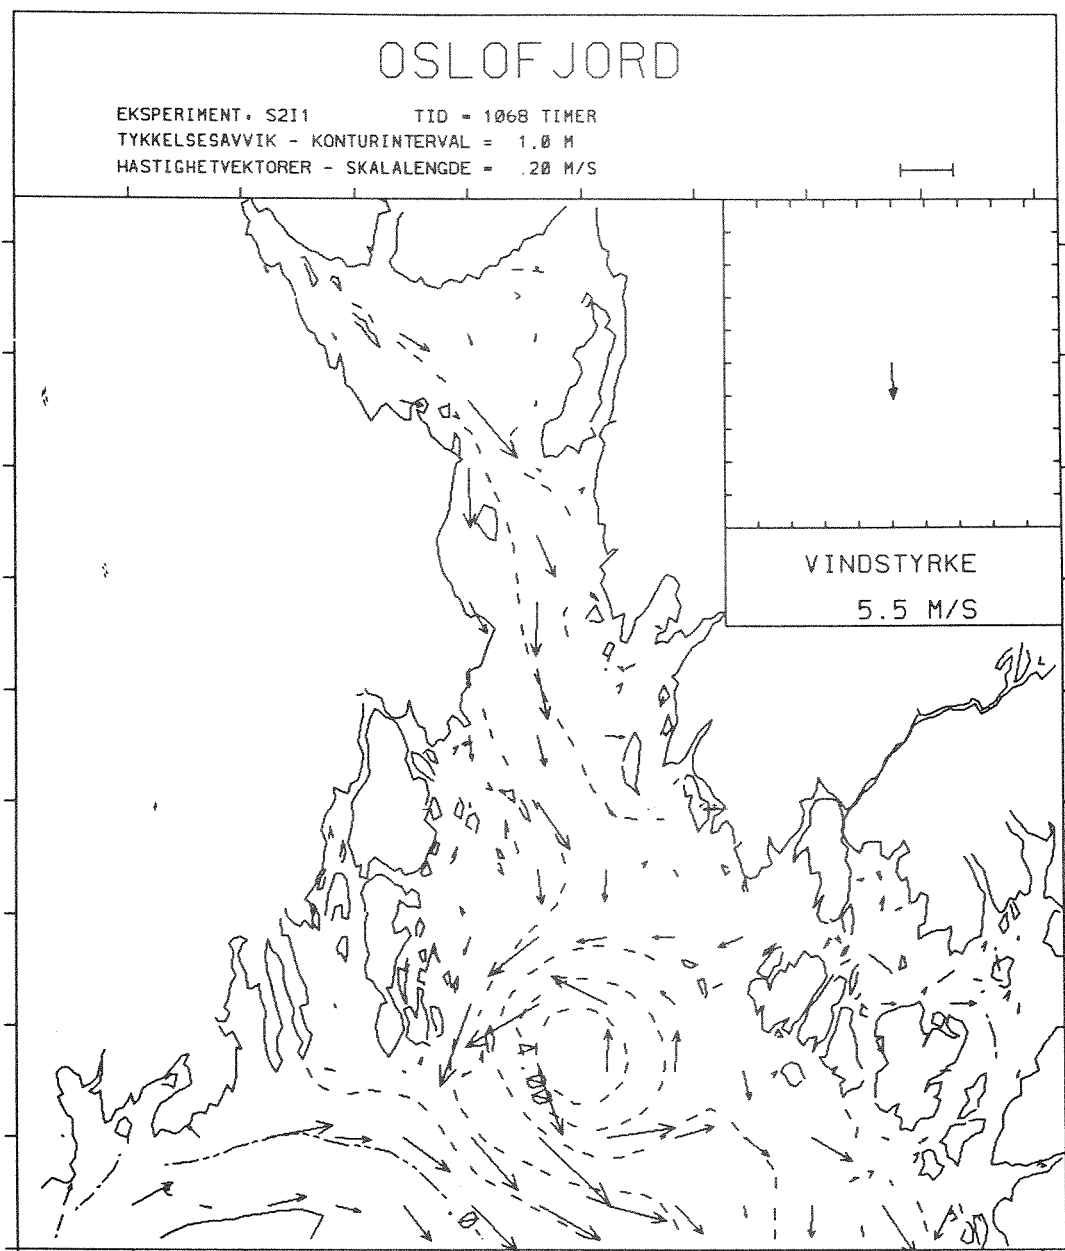 OSLOFJORD
EKSPERIMENT. S2I1 TID = 1068 TIMER
TYKKELSESAVVIK - KONTURINTERVAL = 1.0 M
HASTIGHETVEKTORER - SKALALENGDE = .20 M/S
VINDSTYRKE
5.5 M/S